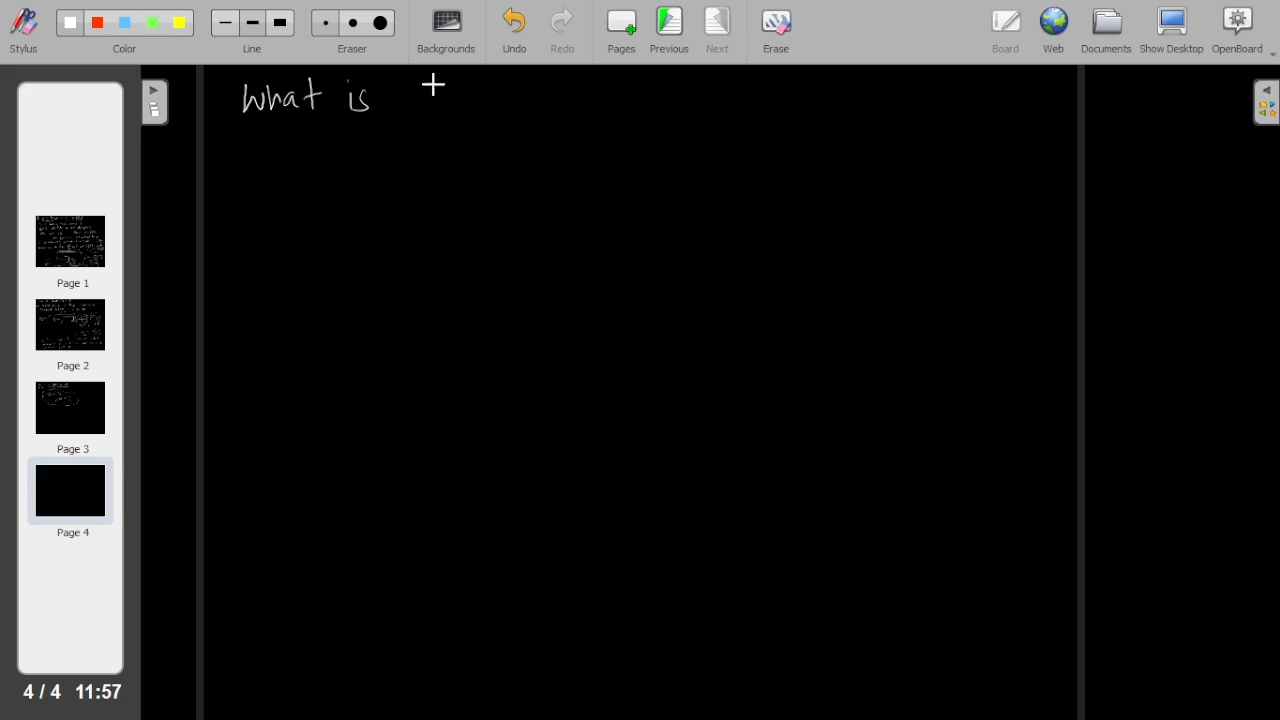 Stylus
Color
Line
Eraser
Backgrounds
Undo
Redo
Pages
Previous
Next
Erase
Board
Web
Documents
Show Desktop
OpenBoard
what is
Page 1
Page 2
Page 3
Page 4
4 / 4 11:57